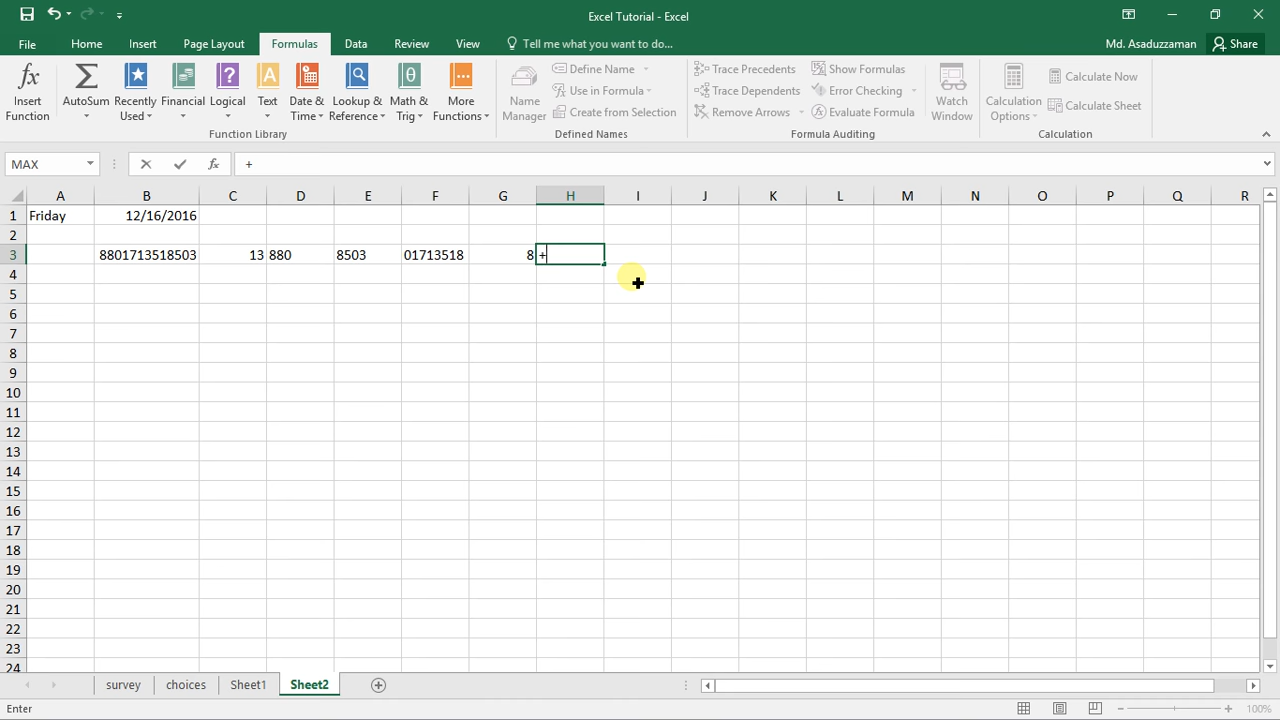 Excel Tutorial - Excel
File Home Insert Page Layout Formulas Data Review View Tell me what you want to do... Md. Asaduzzaman Share
Insert Function
AutoSum
Recently Used
Financial
Logical
Text
Date & Time
Lookup & Reference
Math & Trig
More Functions
Function Library
Name Manager
Define Name
Use in Formula
Create from Selection
Defined Names
Trace Precedents
Trace Dependents
Remove Arrows
Show Formulas
Error Checking
Evaluate Formula
Formula Auditing
Watch Window
Calculation Options
Calculate Now
Calculate Sheet
Calculation
MAX fx +
A B C D E F G H I J K L M N O P Q R
1 Friday 12/16/2016
2
3 8801713518503 13 880 8503 01713518 8 +
4
5
6
7
8
9
10
11
12
13
14
15
16
17
18
19
20
21
22
23
24
survey choices Sheet1 Sheet2
Enter 100%